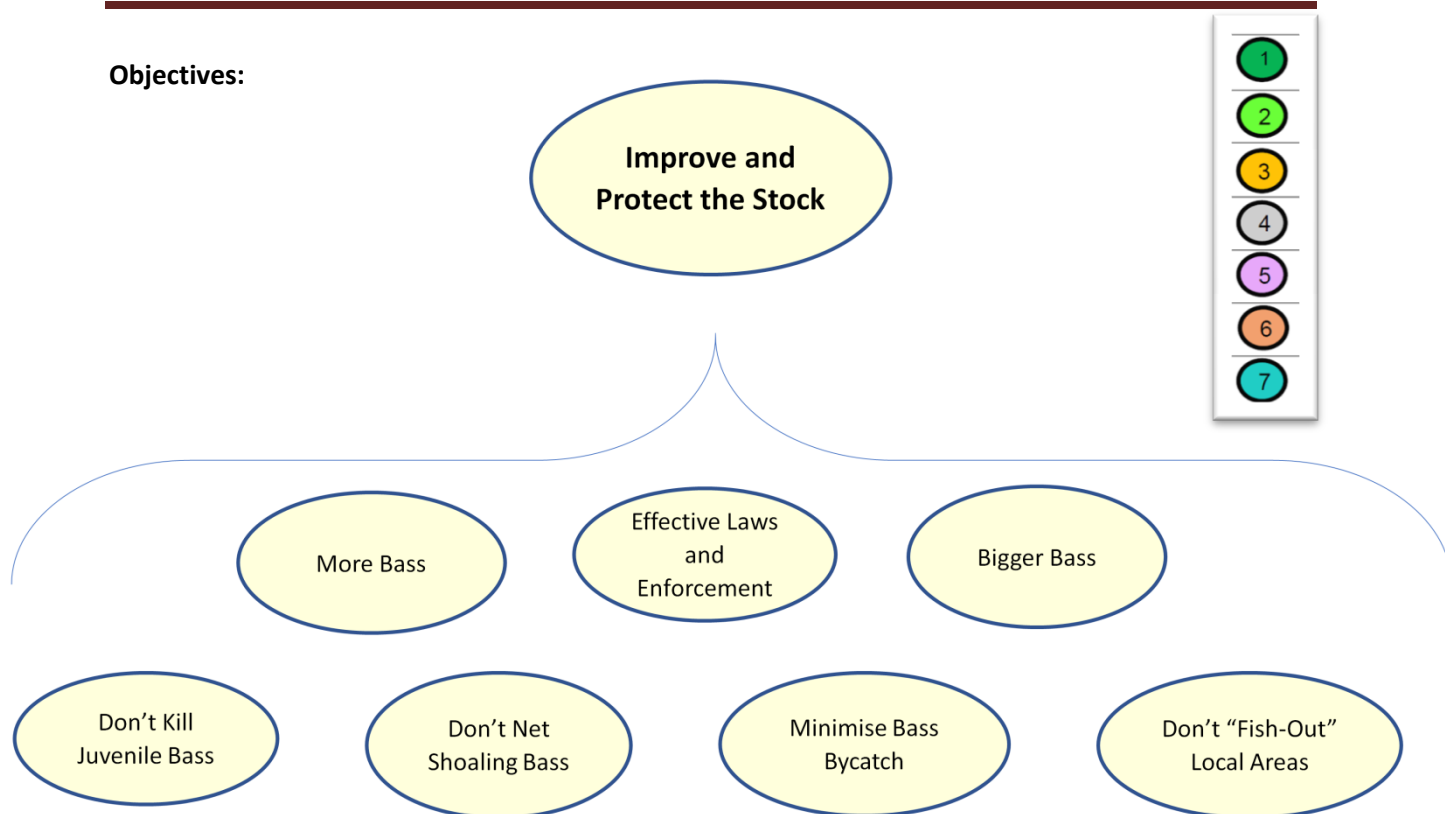 Objectives:
Improve and
Protect the Stock
1
2
3
4
5
6
7
More Bass
Effective Laws
and
Enforcement
Bigger Bass
Don’t Kill
Juvenile Bass
Don’t Net
Shoaling Bass
Minimise Bass
Bycatch
Don’t “Fish-Out”
Local Areas